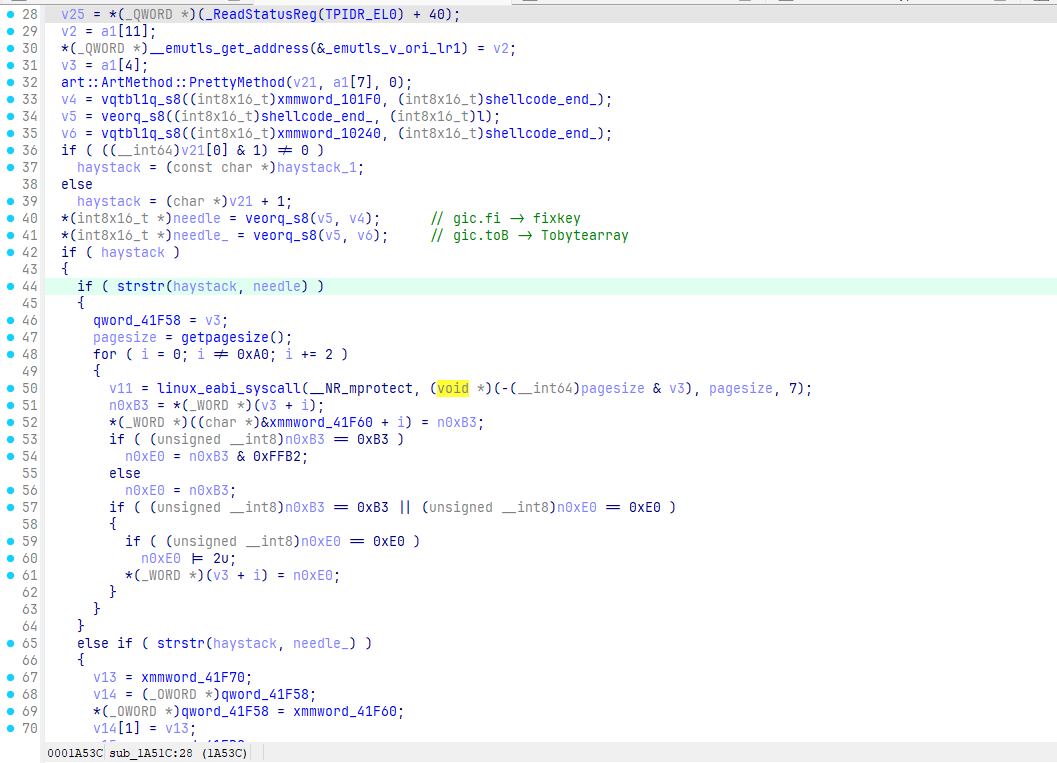 28 v25 = *(_QWORD *)(_ReadStatusReg(TPIDR_EL0) + 40);
29 v2 = a1[11];
30 *(_QWORD *)__emutls_get_address(&_emutls_v_ori_lr1) = v2;
31 v3 = a1[4];
32 art::ArtMethod::PrettyMethod(v21, a1[7], 0);
33 v4 = vqtbl1q_s8((int8x16_t)xmmword_101F0, (int8x16_t)shellcode_end_);
34 v5 = veorq_s8((int8x16_t)shellcode_end_, (int8x16_t)l);
35 v6 = vqtbl1q_s8((int8x16_t)xmmword_10240, (int8x16_t)shellcode_end_);
36 if ( ((__int64)v21[0] & 1) != 0 )
37 haystack = (const char *)haystack_1;
38 else
39 haystack = (char *)v21 + 1;
40 *(int8x16_t *)needle = veorq_s8(v5, v4); // gic.fi -> fixkey
41 *(int8x16_t *)needle_ = veorq_s8(v5, v6); // gic.toB -> Tobytearray
42 if ( haystack )
43 {
44 if ( strstr(haystack, needle) )
45 {
46 qword_41F58 = v3;
47 pagesize = getpagesize();
48 for ( i = 0; i != 0xA0; i += 2 )
49 {
50 v11 = linux_eabi_syscall(__NR_mprotect, (void *)(-(__int64)pagesize & v3), pagesize, 7);
51 n0xB3 = *(_WORD *)(v3 + i);
52 *(_WORD *)((char *)&xmmword_41F60 + i) = n0xB3;
53 if ( (unsigned __int8)n0xB3 == 0xB3 )
54 n0xE0 = n0xB3 & 0xFFB2;
55 else
56 n0xE0 = n0xB3;
57 if ( (unsigned __int8)n0xB3 == 0xB3 || (unsigned __int8)n0xE0 == 0xE0 )
58 {
59 if ( (unsigned __int8)n0xE0 == 0xE0 )
60 n0xE0 |= 2u;
61 *(_WORD *)(v3 + i) = n0xE0;
62 }
63 }
64 }
65 else if ( strstr(haystack, needle_) )
66 {
67 v13 = xmmword_41F70;
68 v14 = (_OWORD *)qword_41F58;
69 *(_OWORD *)qword_41F58 = xmmword_41F60;
70 v14[1] = v13;
0001A53C sub_1A51C:28 (1A53C)